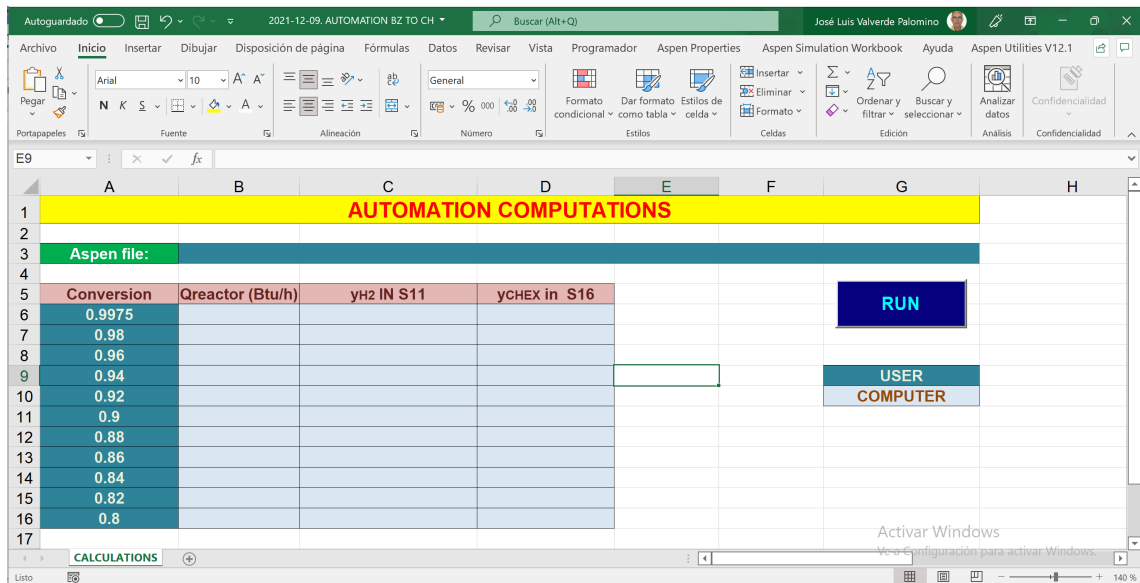 Autoguardado 2021-12-09. AUTOMATION BZ TO CH Buscar (Alt+Q) José Luis Valverde Palomino
Archivo Inicio Insertar Dibujar Disposición de página Fórmulas Datos Revisar Vista Programador Aspen Properties Aspen Simulation Workbook Ayuda Aspen Utilities V12.1
Arial 10 General Insertar
Eliminar
Formato
N K S A % 000
Pegar Formato condicional Dar formato como tabla Estilos de celda Ordenar y filtrar Buscar y seleccionar Analizar datos Confidencialidad
Portapapeles Fuente Alineación Número Estilos Celdas Edición Análisis Confidencialidad
E9 fx
A B C D E F G H
1 AUTOMATION COMPUTATIONS
2
3 Aspen file:
4
5 Conversion Qreactor (Btu/h) yH2 IN S11 yCHEX in S16
RUN
6 0.9975
7 0.98
8 0.96
9 0.94 USER
10 0.92 COMPUTER
11 0.9
12 0.88
13 0.86
14 0.84
15 0.82
16 0.8
17
Activar Windows
Ve a Configuración para activar Windows.
CALCULATIONS
Listo 140 %